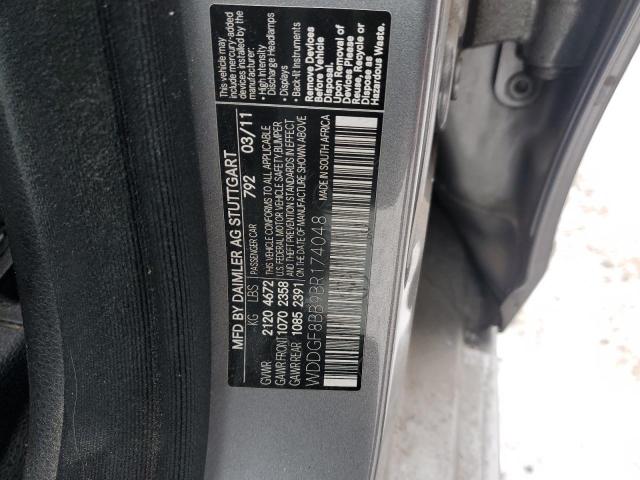 This vehicle may have added
include mercury-added
devices installed by the
manufacturer:
• High Intensity
Discharge Headlamps
• Displays
• Back-lit Instruments
Remove Devices
Before Vehicle
Disposal.
Upon Removal of
Devices Please
Reuse, Recycle or
Dispose as
Hazardous Waste.
MFD BY DAIMLER AG STUTTGART
- KG LBS PASSENGER CAR 792 03/11
GVWR 2120 4672 THIS VEHICLE CONFORMS TO ALL APPLICABLE
GAWR FRONT 1070 2358 U.S. FEDERAL MOTOR VEHICLE SAFETY, BUMPER
GAWR REAR 1085 2391 & THEFT PREVENTION STANDARDS IN EFFECT
ON DATE OF MANUFACTURE SHOWN ABOVE
WDDGF8BB9BR174048 MADE IN SOUTH AFRICA